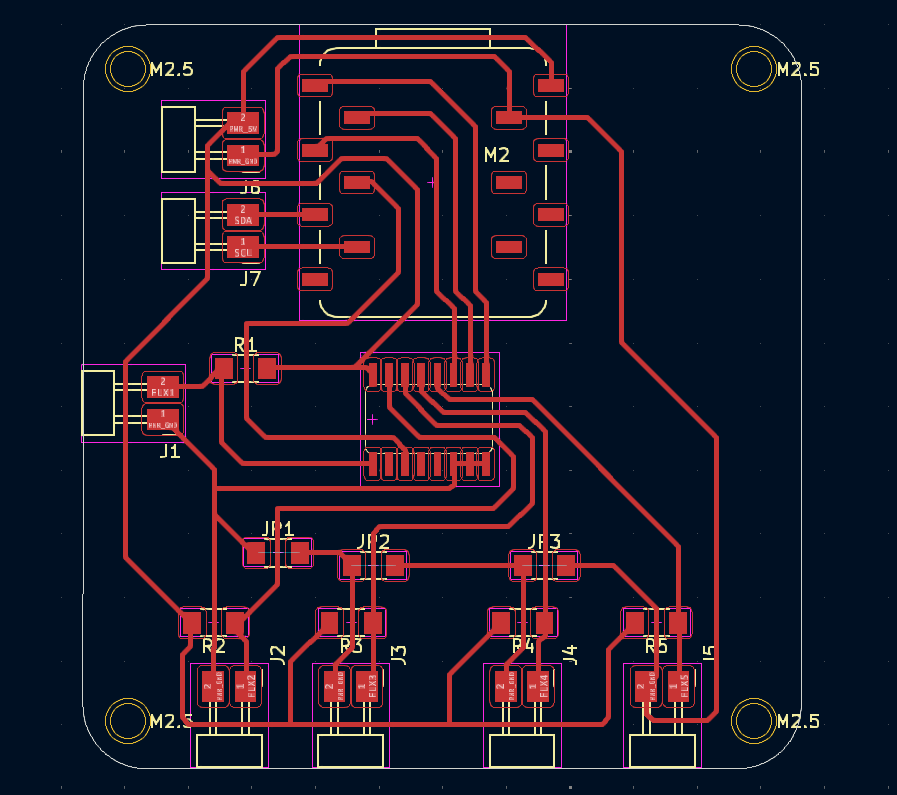 M2.5
M2.5
2
PWR_5V
1
PWR_GND
J6
M2
2
SDA
1
SCL
J7
R1
2
FLX1
1
PWR_GND
J1
JP1
JP2
JP3
R2
R3
R4
R5
J2
J3
J4
J5
2
PWR_GND
1
FLX2
2
PWR_GND
1
FLX3
2
PWR_GND
1
FLX4
2
PWR_GND
1
FLX5
M2.5
M2.5